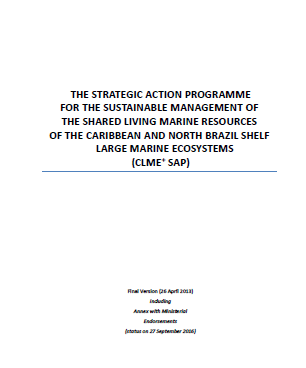 THE STRATEGIC ACTION PROGRAMME
FOR THE SUSTAINABLE MANAGEMENT OF
THE SHARED LIVING MARINE RESOURCES
OF THE CARIBBEAN AND NORTH BRAZIL SHELF
LARGE MARINE ECOSYSTEMS
(CLME⁺ SAP)
Final Version (26 April 2013)
Including
Annex with Ministerial
Endorsements
(status on 27 September 2016)